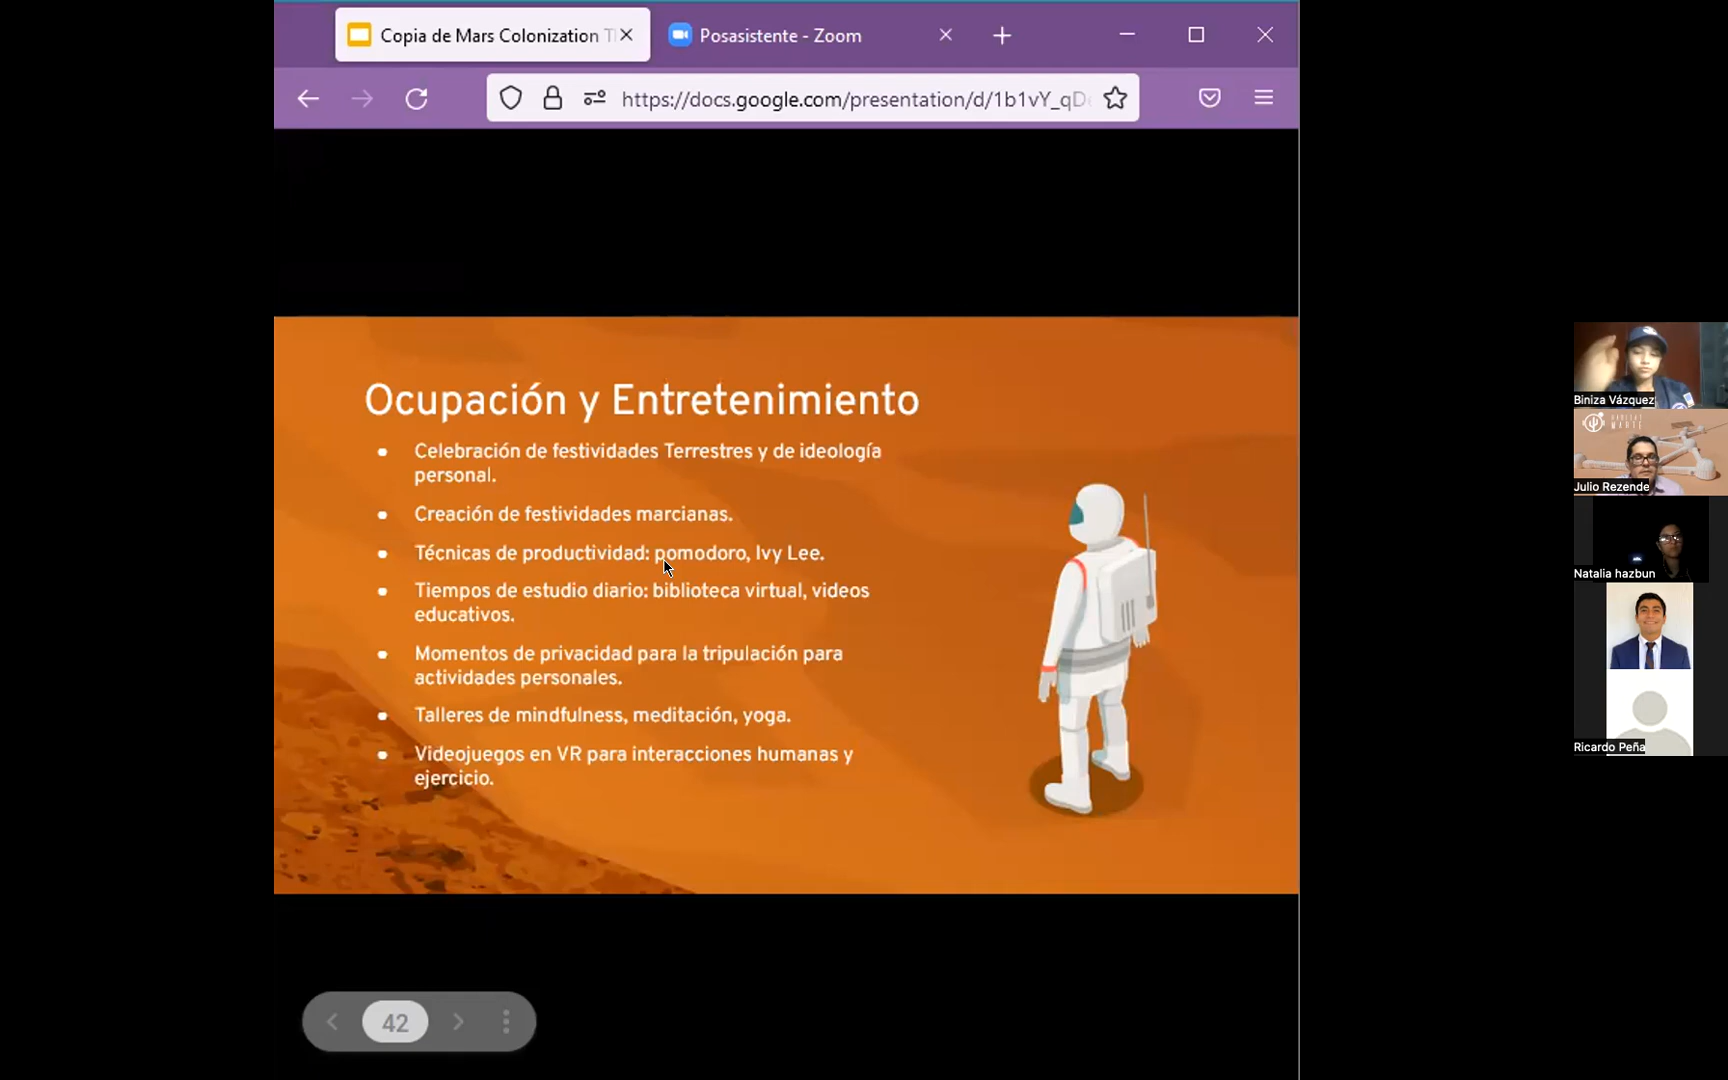 Copia de Mars Colonization T
Posasistente - Zoom
https://docs.google.com/presentation/d/1b1vY_qD
Ocupación y Entretenimiento
Celebración de festividades Terrestres y de ideología
personal.
Creación de festividades marcianas.
Técnicas de productividad: pomodoro, Ivy Lee.
Tiempos de estudio diario: biblioteca virtual, videos
educativos.
Momentos de privacidad para la tripulación para
actividades personales.
Talleres de mindfulness, meditación, yoga.
Videojuegos en VR para interacciones humanas y
ejercicio.
42
Biniza Vázquez
HABITAT
MARTE
Julio Rezende
Natalia hazbun
Ricardo Peña